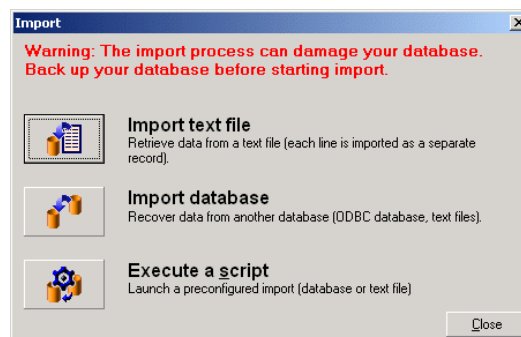 Import
Warning: The import process can damage your database.
Back up your database before starting import.
Import text file
Retrieve data from a text file (each line is imported as a separate
record).
Import database
Recover data from another database (ODBC database, text files).
Execute a script
Launch a preconfigured import (database or text file)
Close